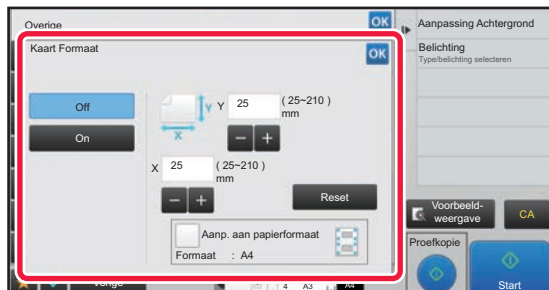 Overige
OK
Kaart Formaat
OK
Off
On
Y 25 ( 25~210 )
mm
X 25 ( 25~210 )
mm
Reset
Aanp. aan papierformaat
Formaat : A4
Aanpassing Achtergrond
Belichting
Type/belichting selecteren
Voorbeeld-
weergave
CA
Proefkopie
Start
4 A3 A4